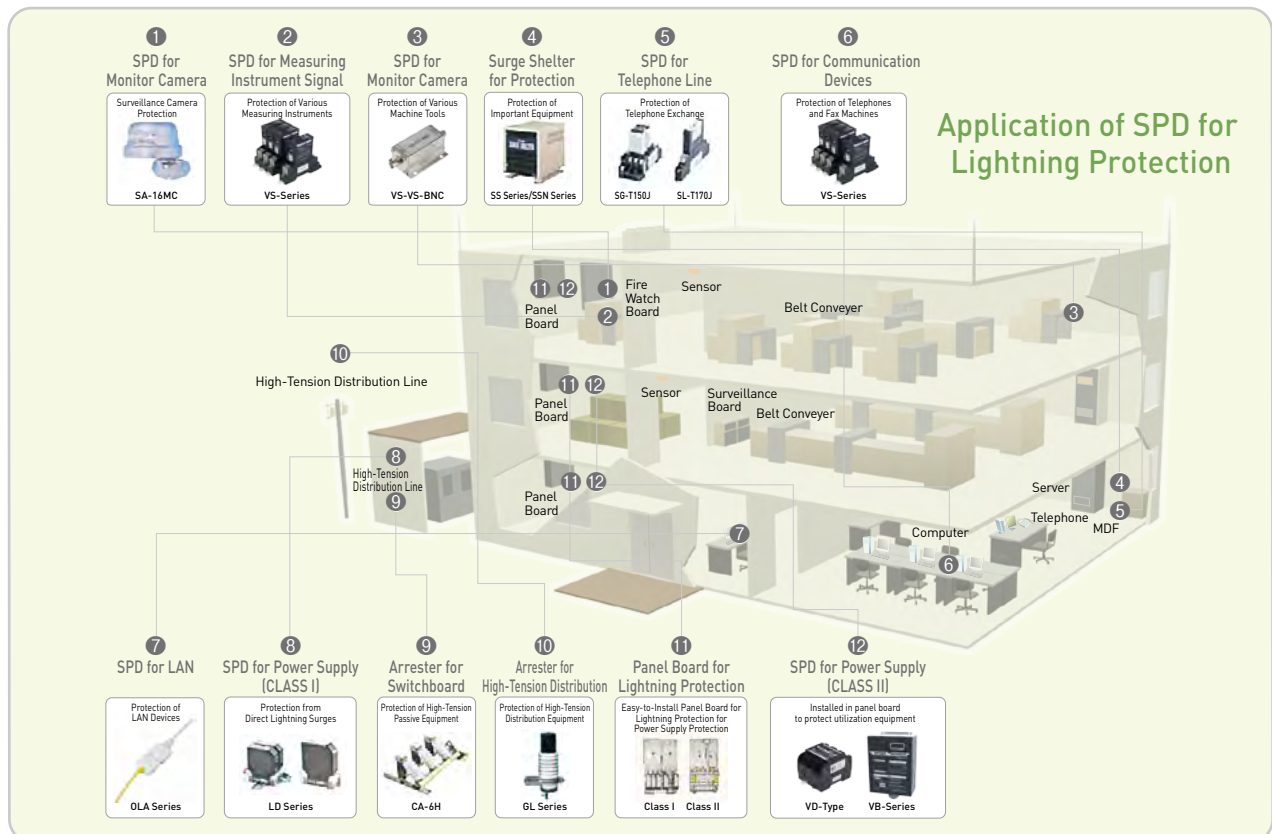 ①
SPD for
Monitor Camera
Surveillance Camera
Protection
SA-16MC
②
SPD for Measuring
Instrument Signal
Protection of Various
Measuring Instruments
VS-Series
③
SPD for
Monitor Camera
Protection of Various
Machine Tools
VS-VS-BNC
④
Surge Shelter
for Protection
Protection of
Important Equipment
SS Series/SSN Series
⑤
SPD for
Telephone Line
Protection of
Telephone Exchange
SG-T150J SL-T170J
⑥
SPD for Communication
Devices
Protection of Telephones
and Fax Machines
VS-Series
Application of SPD for
Lightning Protection
⑪ ⑫ ①
Panel
Board
Fire
Watch
Board
②
Sensor
Belt Conveyer
③
⑩
High-Tension Distribution Line
⑪ ⑫
Panel
Board
Sensor
Surveillance
Board
Belt Conveyer
⑧
High-Tension
Distribution Line
⑨
⑪ ⑫
Panel
Board
⑦
Computer
⑥
Server
④
Telephone
⑤
MDF
⑦
SPD for LAN
Protection of
LAN Devices
OLA Series
⑧
SPD for Power Supply
(CLASS I)
Protection from
Direct Lightning Surges
LD Series
⑨
Arrester for
Switchboard
Protection of High-Tension
Passive Equipment
CA-6H
⑩
Arrester for
High-Tension Distribution
Protection of High-Tension
Distribution Equipment
GL Series
⑪
Panel Board for
Lightning Protection
Easy-to-Install Panel Board for
Lightning Protection for
Power Supply Protection
Class I Class II
⑫
SPD for Power Supply
(CLASS II)
Installed in panel board
to protect utilization equipment
VD-Type VB-Series